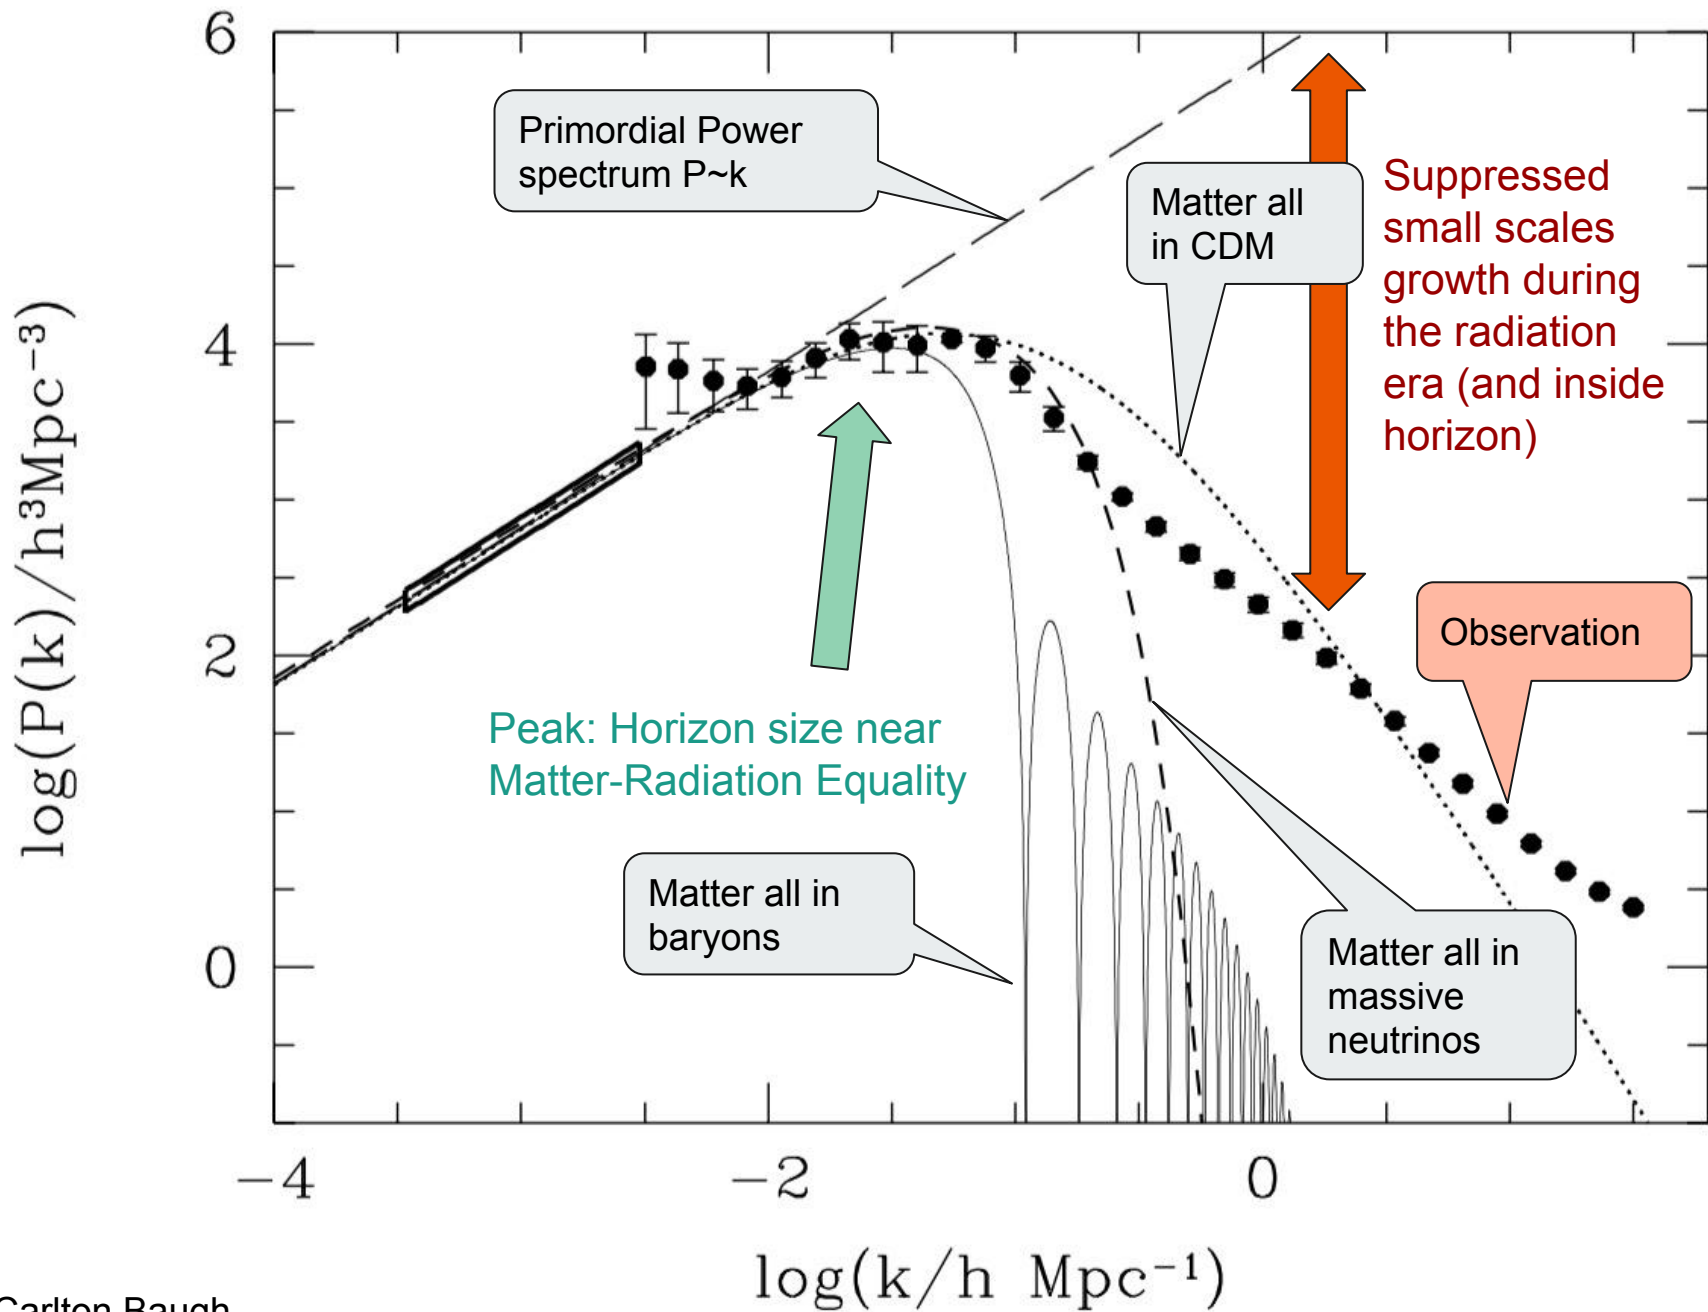 6
4
2
0
log(P(k)/h³Mpc⁻³)
Primordial Power
spectrum P~k
Matter all
in CDM
Suppressed
small scales
growth during
the radiation
era (and inside
horizon)
Observation
Peak: Horizon size near
Matter-Radiation Equality
Matter all in
baryons
Matter all in
massive
neutrinos
−4
−2
0
log(k/h Mpc⁻¹)
Carlton Baugh